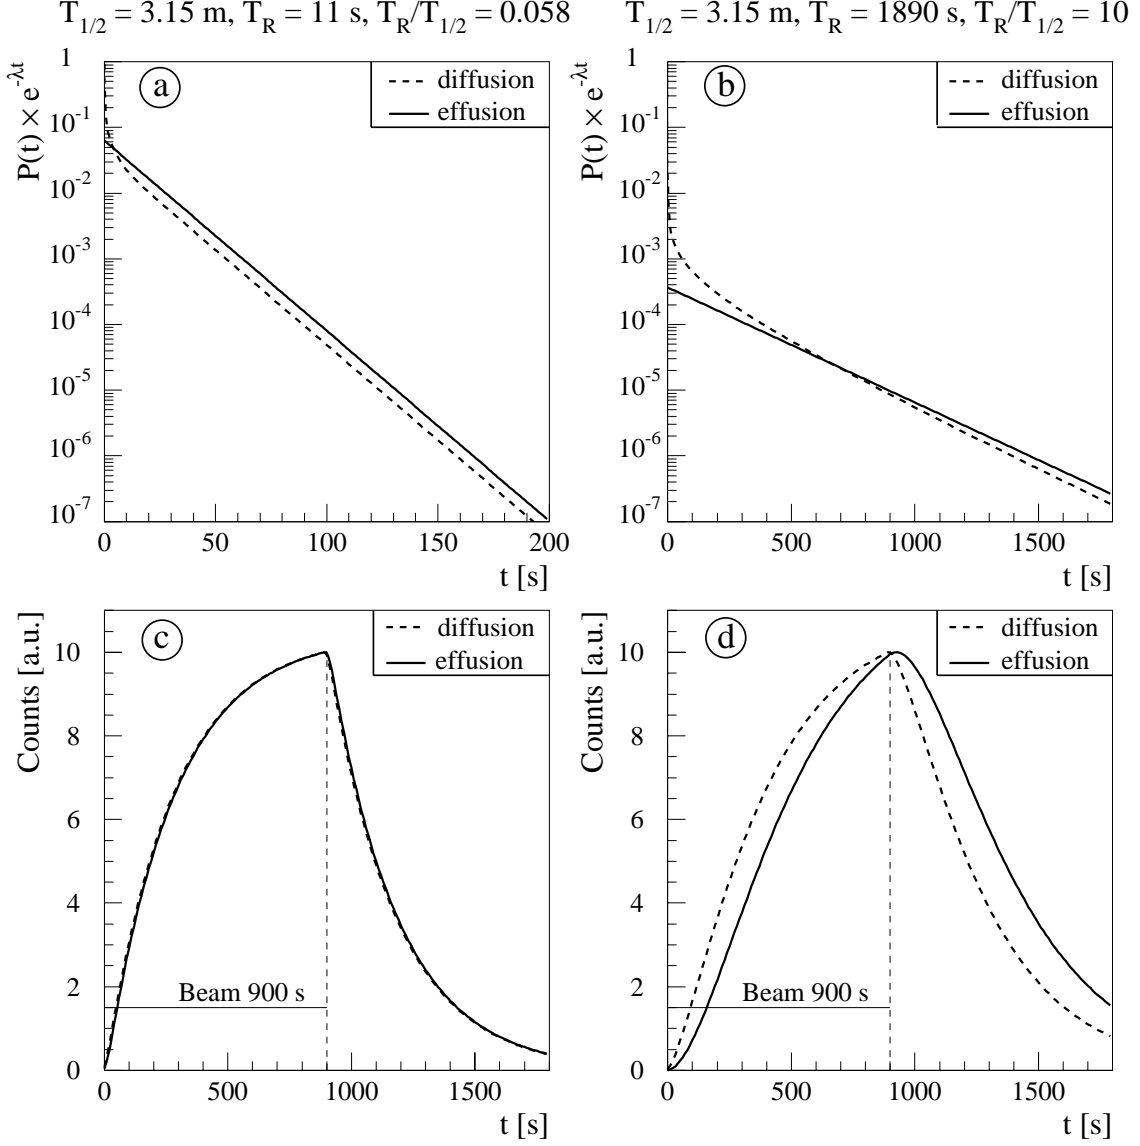 T1/2 = 3.15 m, TR = 11 s, TR/T1/2 = 0.058
T1/2 = 3.15 m, TR = 1890 s, TR/T1/2 = 10
P(t) × e-λt
1
10-1
10-2
10-3
10-4
10-5
10-6
10-7
a
diffusion
effusion
0 50 100 150 200
t [s]
P(t) × e-λt
1
10-1
10-2
10-3
10-4
10-5
10-6
10-7
b
diffusion
effusion
0 500 1000 1500
t [s]
Counts [a.u.]
10
8
6
4
2
0
c
diffusion
effusion
Beam 900 s
0 500 1000 1500
t [s]
Counts [a.u.]
10
8
6
4
2
0
d
diffusion
effusion
Beam 900 s
0 500 1000 1500
t [s]